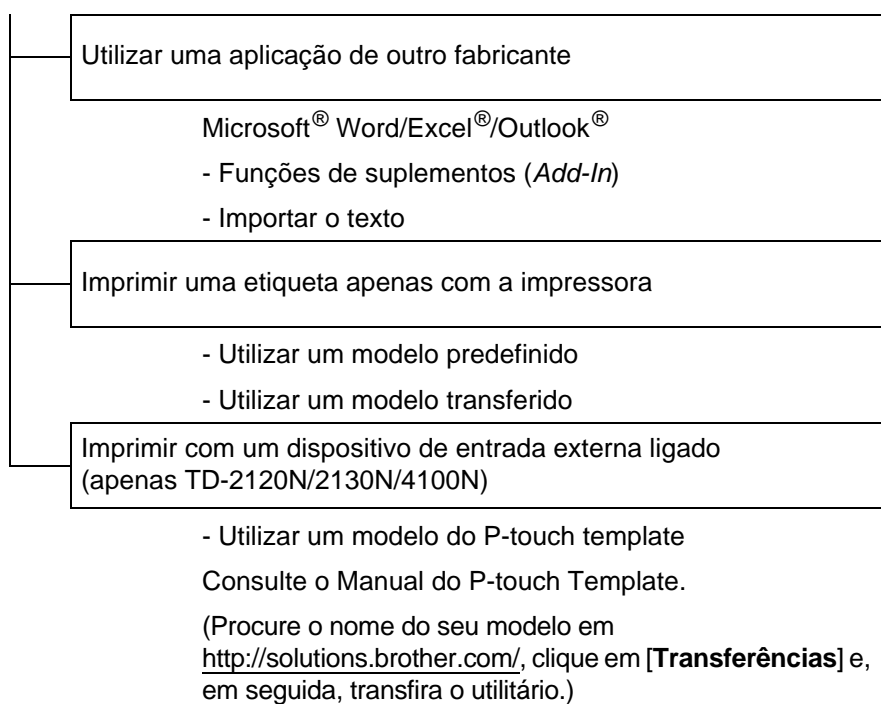 Utilizar uma aplicação de outro fabricante
Microsoft® Word/Excel®/Outlook®
- Funções de suplementos (Add-In)
- Importar o texto
Imprimir uma etiqueta apenas com a impressora
- Utilizar um modelo predefinido
- Utilizar um modelo transferido
Imprimir com um dispositivo de entrada externa ligado
(apenas TD-2120N/2130N/4100N)
- Utilizar um modelo do P-touch template
Consulte o Manual do P-touch Template.
(Procure o nome do seu modelo em
http://solutions.brother.com/, clique em [Transferências] e,
em seguida, transfira o utilitário.)